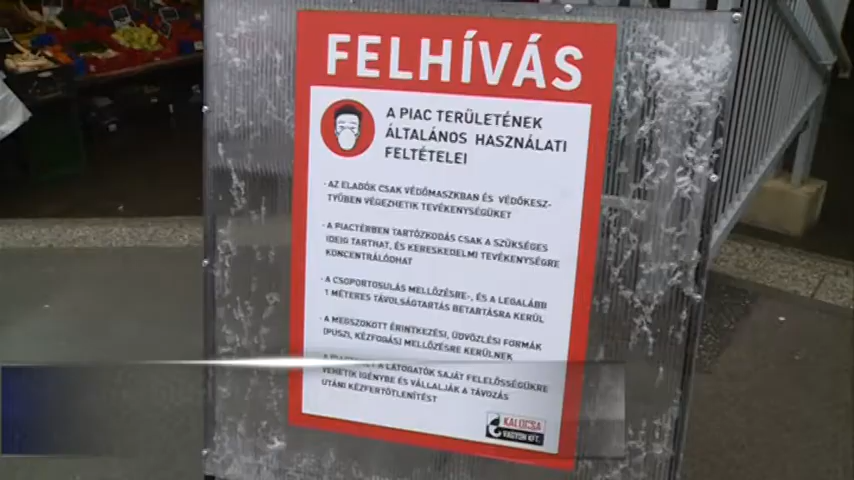 FELHÍVÁS
A PIAC TERÜLETÉNEK
ÁLTALÁNOS HASZNÁLATI
FELTÉTELEI
- AZ ELADÓK CSAK VÉDŐMASZKBAN ÉS VÉDŐKESZ-
TYŰBEN VÉGEZHETIK TEVÉKENYSÉGÜKET
- A PIACTÉRBEN TARTÓZKODÁS CSAK A SZÜKSÉGES
IDEIG TARTHAT, ÉS KERESKEDELMI TEVÉKENYSÉGRE
KONCENTRÁLÓDHAT
- A CSOPORTOSULÁS MELLŐZÉSRE-, ÉS A LEGALÁBB
1 MÉTERES TÁVOLSÁGTARTÁS BETARTÁSRA KERÜL
- A MEGSZOKOTT ÉRINTKEZÉSI, ÜDVÖZLÉSI FORMÁK
(PUSZI, KÉZFOGÁS) MELLŐZÉSRE KERÜLNEK
- A PIACTERET A LÁTOGATÓK SAJÁT FELELŐSSÉGÜKRE
VEHETIK IGÉNYBE ÉS VÁLLALJÁK A TÁVOZÁS
UTÁNI KÉZFERTŐTLENÍTÉST
KALOCSA
VAGYON KFT.